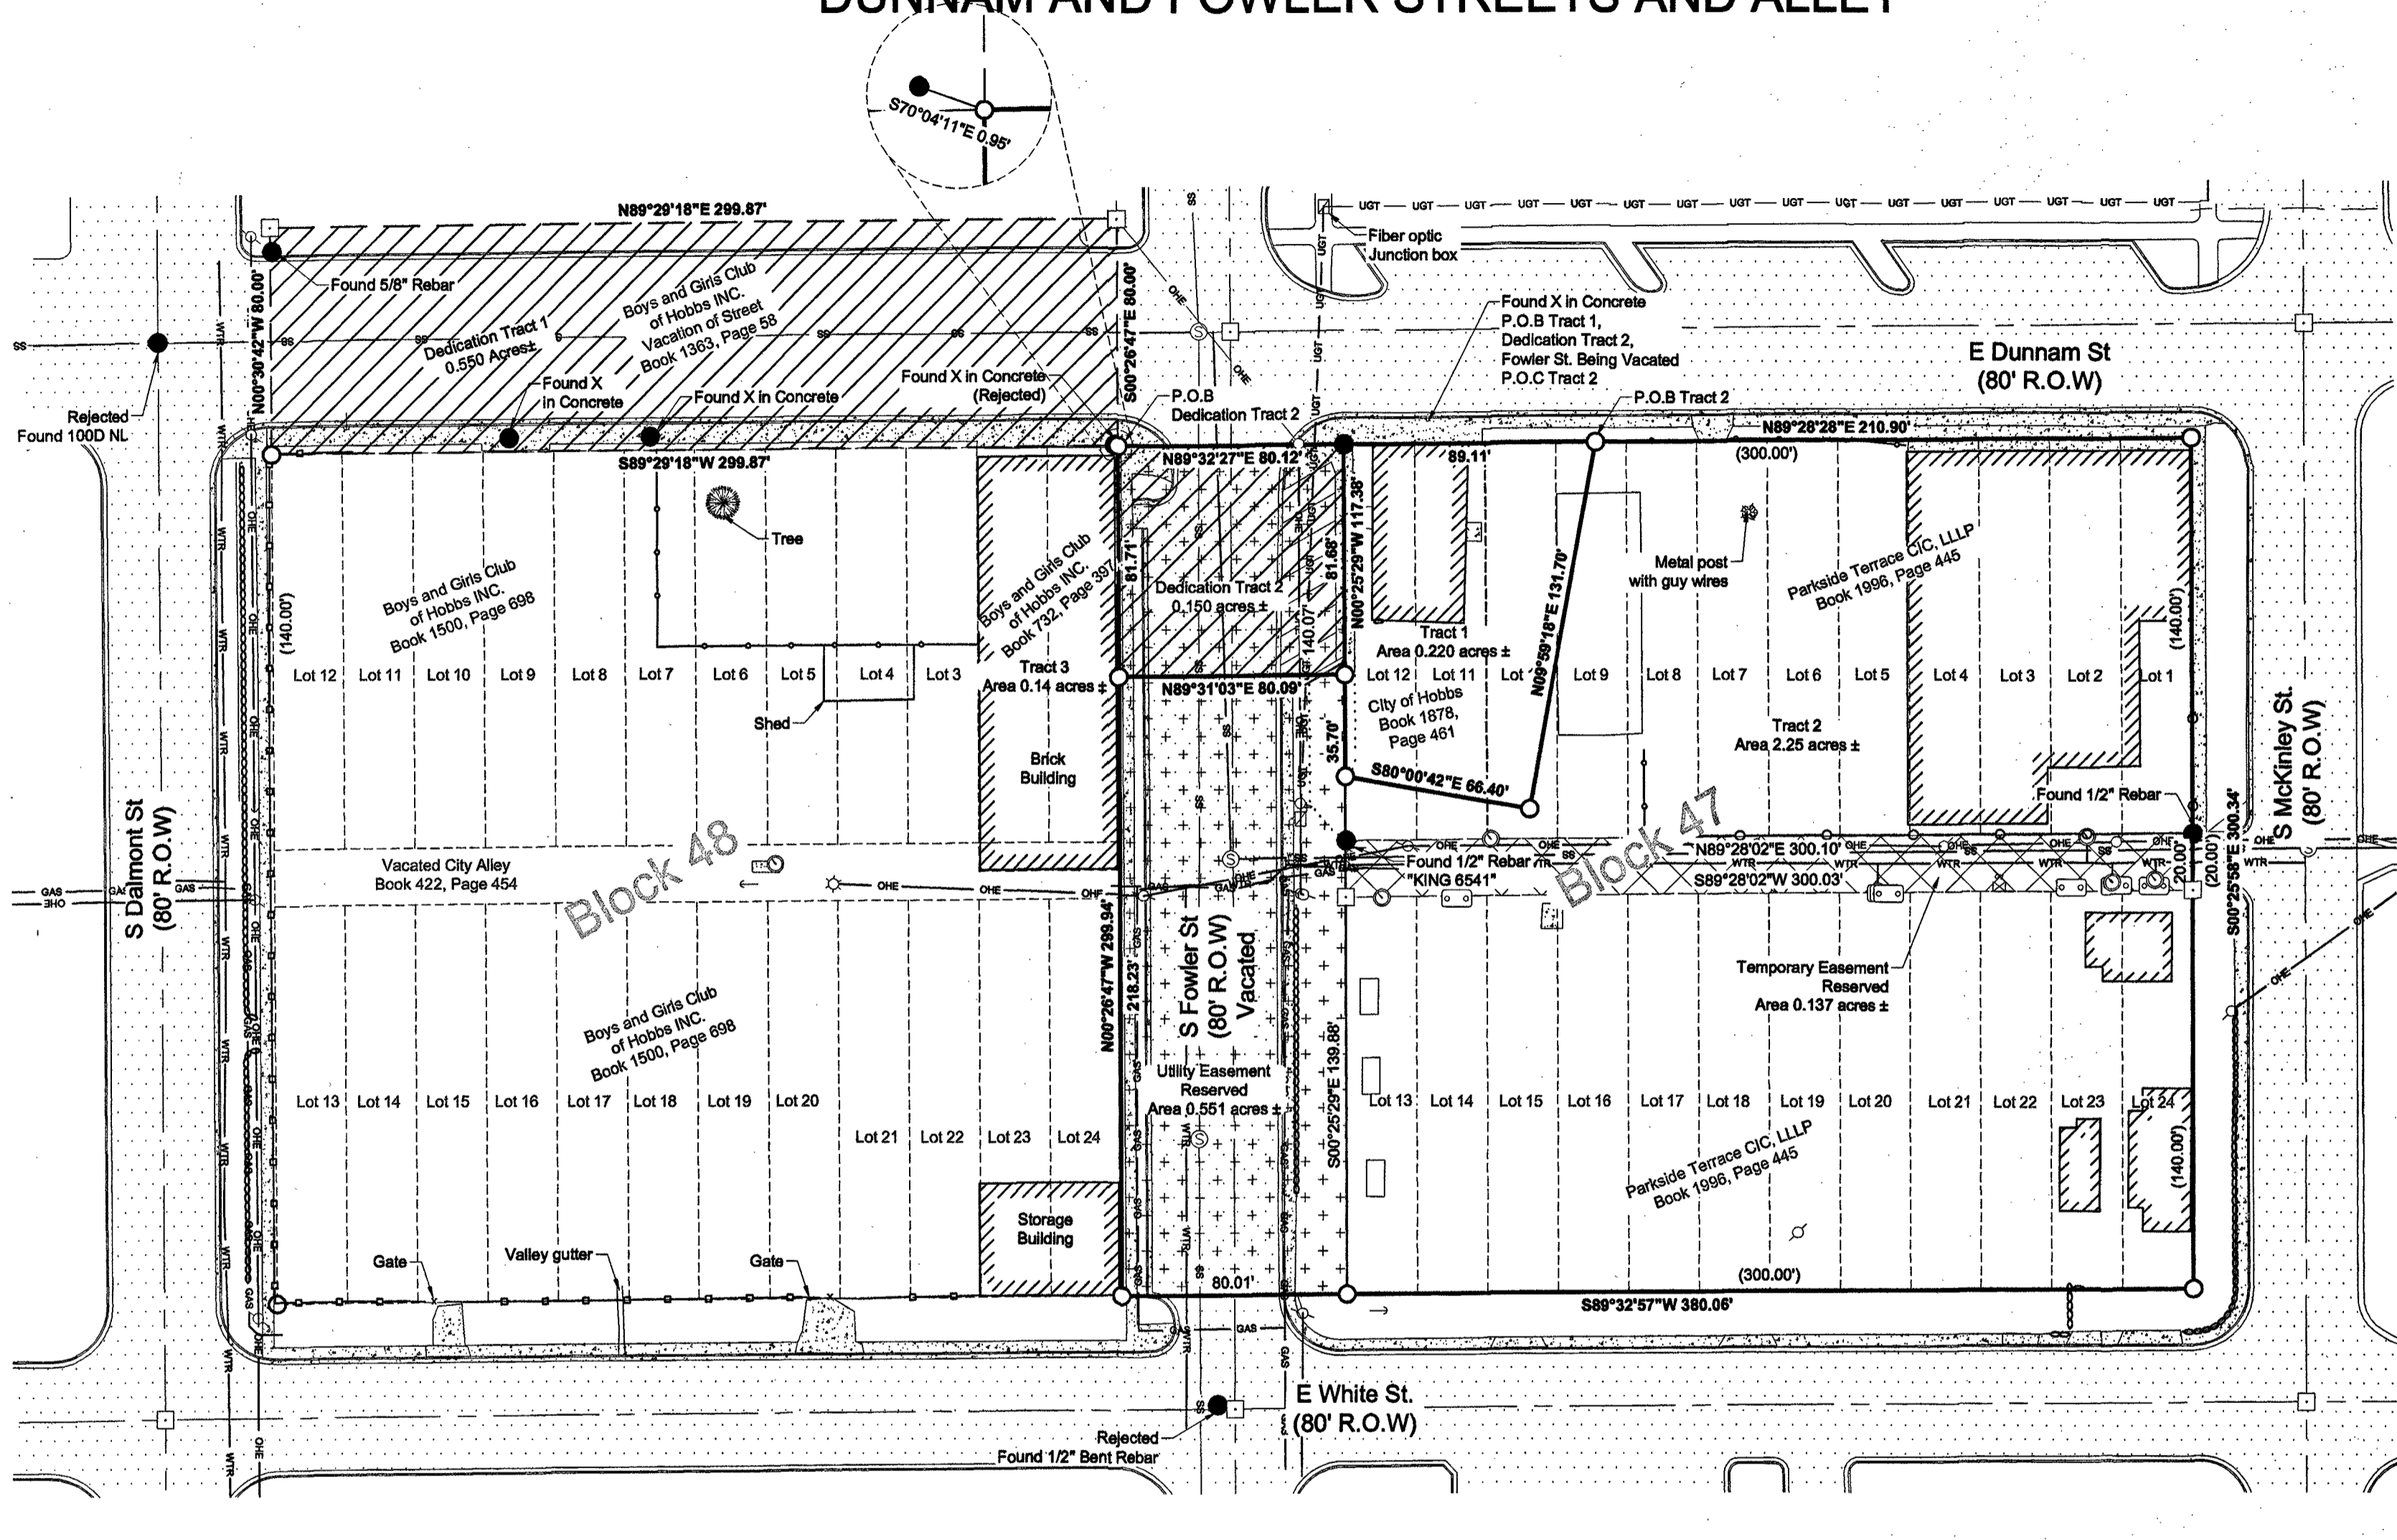 DUNNAM AND FOWLER STREETS AND ALLEY
S70°04'11"E 0.95'
N89°29'18"E 299.87'
Fiber optic
Junction box
Found 5/8" Rebar
N00°30'42"W 80.00'
Dedication Tract 1
0.550 Acres±
Boys and Girls Club
of Hobbs INC.
Vacation of Street
Book 1363, Page 58
S00°26'47"E 80.00'
Found X in Concrete
P.O.B Tract 1,
Dedication Tract 2,
Fowler St. Being Vacated
P.O.C Tract 2
E Dunnam St
(80' R.O.W)
Rejected
Found 100D NL
Found X
in Concrete
Found X in Concrete
Found X in Concrete
(Rejected)
P.O.B
Dedication Tract 2
P.O.B Tract 2
S89°29'18"W 299.87'
N89°32'27"E 80.12'
89.11'
N89°28'28"E 210.90'
(300.00')
Tree
Boys and Girls Club
of Hobbs INC.
Book 1500, Page 698
(140.00')
Boys and Girls Club
of Hobbs INC.
Book 732, Page 397
81.71'
Dedication Tract 2
0.150 acres ±
81.68'
140.07'
N00°25'29"W 117.38'
N09°59'18"E 131.70'
Metal post
with guy wires
Parkside Terrace CIC, LLLP
Book 1996, Page 445
(140.00')
Tract 1
Area 0.220 acres ±
Lot 12
Lot 11
Lot 10
Lot 9
Lot 8
Lot 7
Lot 6
Lot 5
Lot 4
Lot 3
Tract 3
Area 0.14 acres ±
N89°31'03"E 80.09'
Lot 12
Lot 11
Lot
Lot 9
Lot 8
Lot 7
Lot 6
Lot 5
Lot 4
Lot 3
Lot 2
Lot 1
City of Hobbs
Book 1878,
Page 461
Shed
35.70'
Tract 2
Area 2.25 acres ±
Brick
Building
S80°00'42"E 66.40'
Found 1/2" Rebar
S McKinley St.
(80' R.O.W)
S Dalmont St
(80' R.O.W)
Block 48
Block 47
Vacated City Alley
Book 422, Page 454
Found 1/2" Rebar
"KING 6541"
N89°28'02"E 300.10'
S89°28'02"W 300.03'
20.00'
(20.00')
S00°25'58"E 300.34'
GAS
OHE
WTR
SS
UGT
N00°26'47"W 299.94'
218.23'
S Fowler St
(80' R.O.W)
Vacated
Temporary Easement
Reserved
Area 0.137 acres ±
Boys and Girls Club
of Hobbs INC.
Book 1500, Page 698
Utility Easement
Reserved
Area 0.551 acres ±
S00°25'29"E 139.88'
Lot 13
Lot 14
Lot 15
Lot 16
Lot 17
Lot 18
Lot 19
Lot 20
Lot 21
Lot 22
Lot 23
Lot 24
Lot 13
Lot 14
Lot 15
Lot 16
Lot 17
Lot 18
Lot 19
Lot 20
Lot 21
Lot 22
Lot 23
Lot 24
Parkside Terrace CIC, LLLP
Book 1996, Page 445
(140.00')
Storage
Building
Gate
Valley gutter
Gate
80.01'
(300.00')
S89°32'57"W 380.06'
E White St.
(80' R.O.W)
Rejected
Found 1/2" Bent Rebar